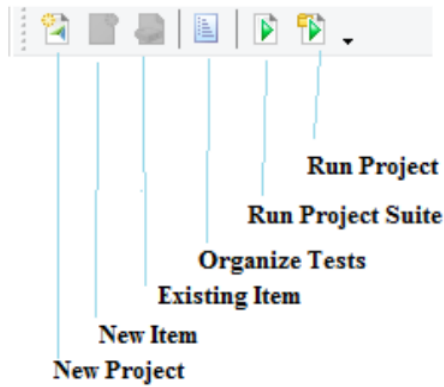 Run Project
Run Project Suite
Organize Tests
Existing Item
New Item
New Project